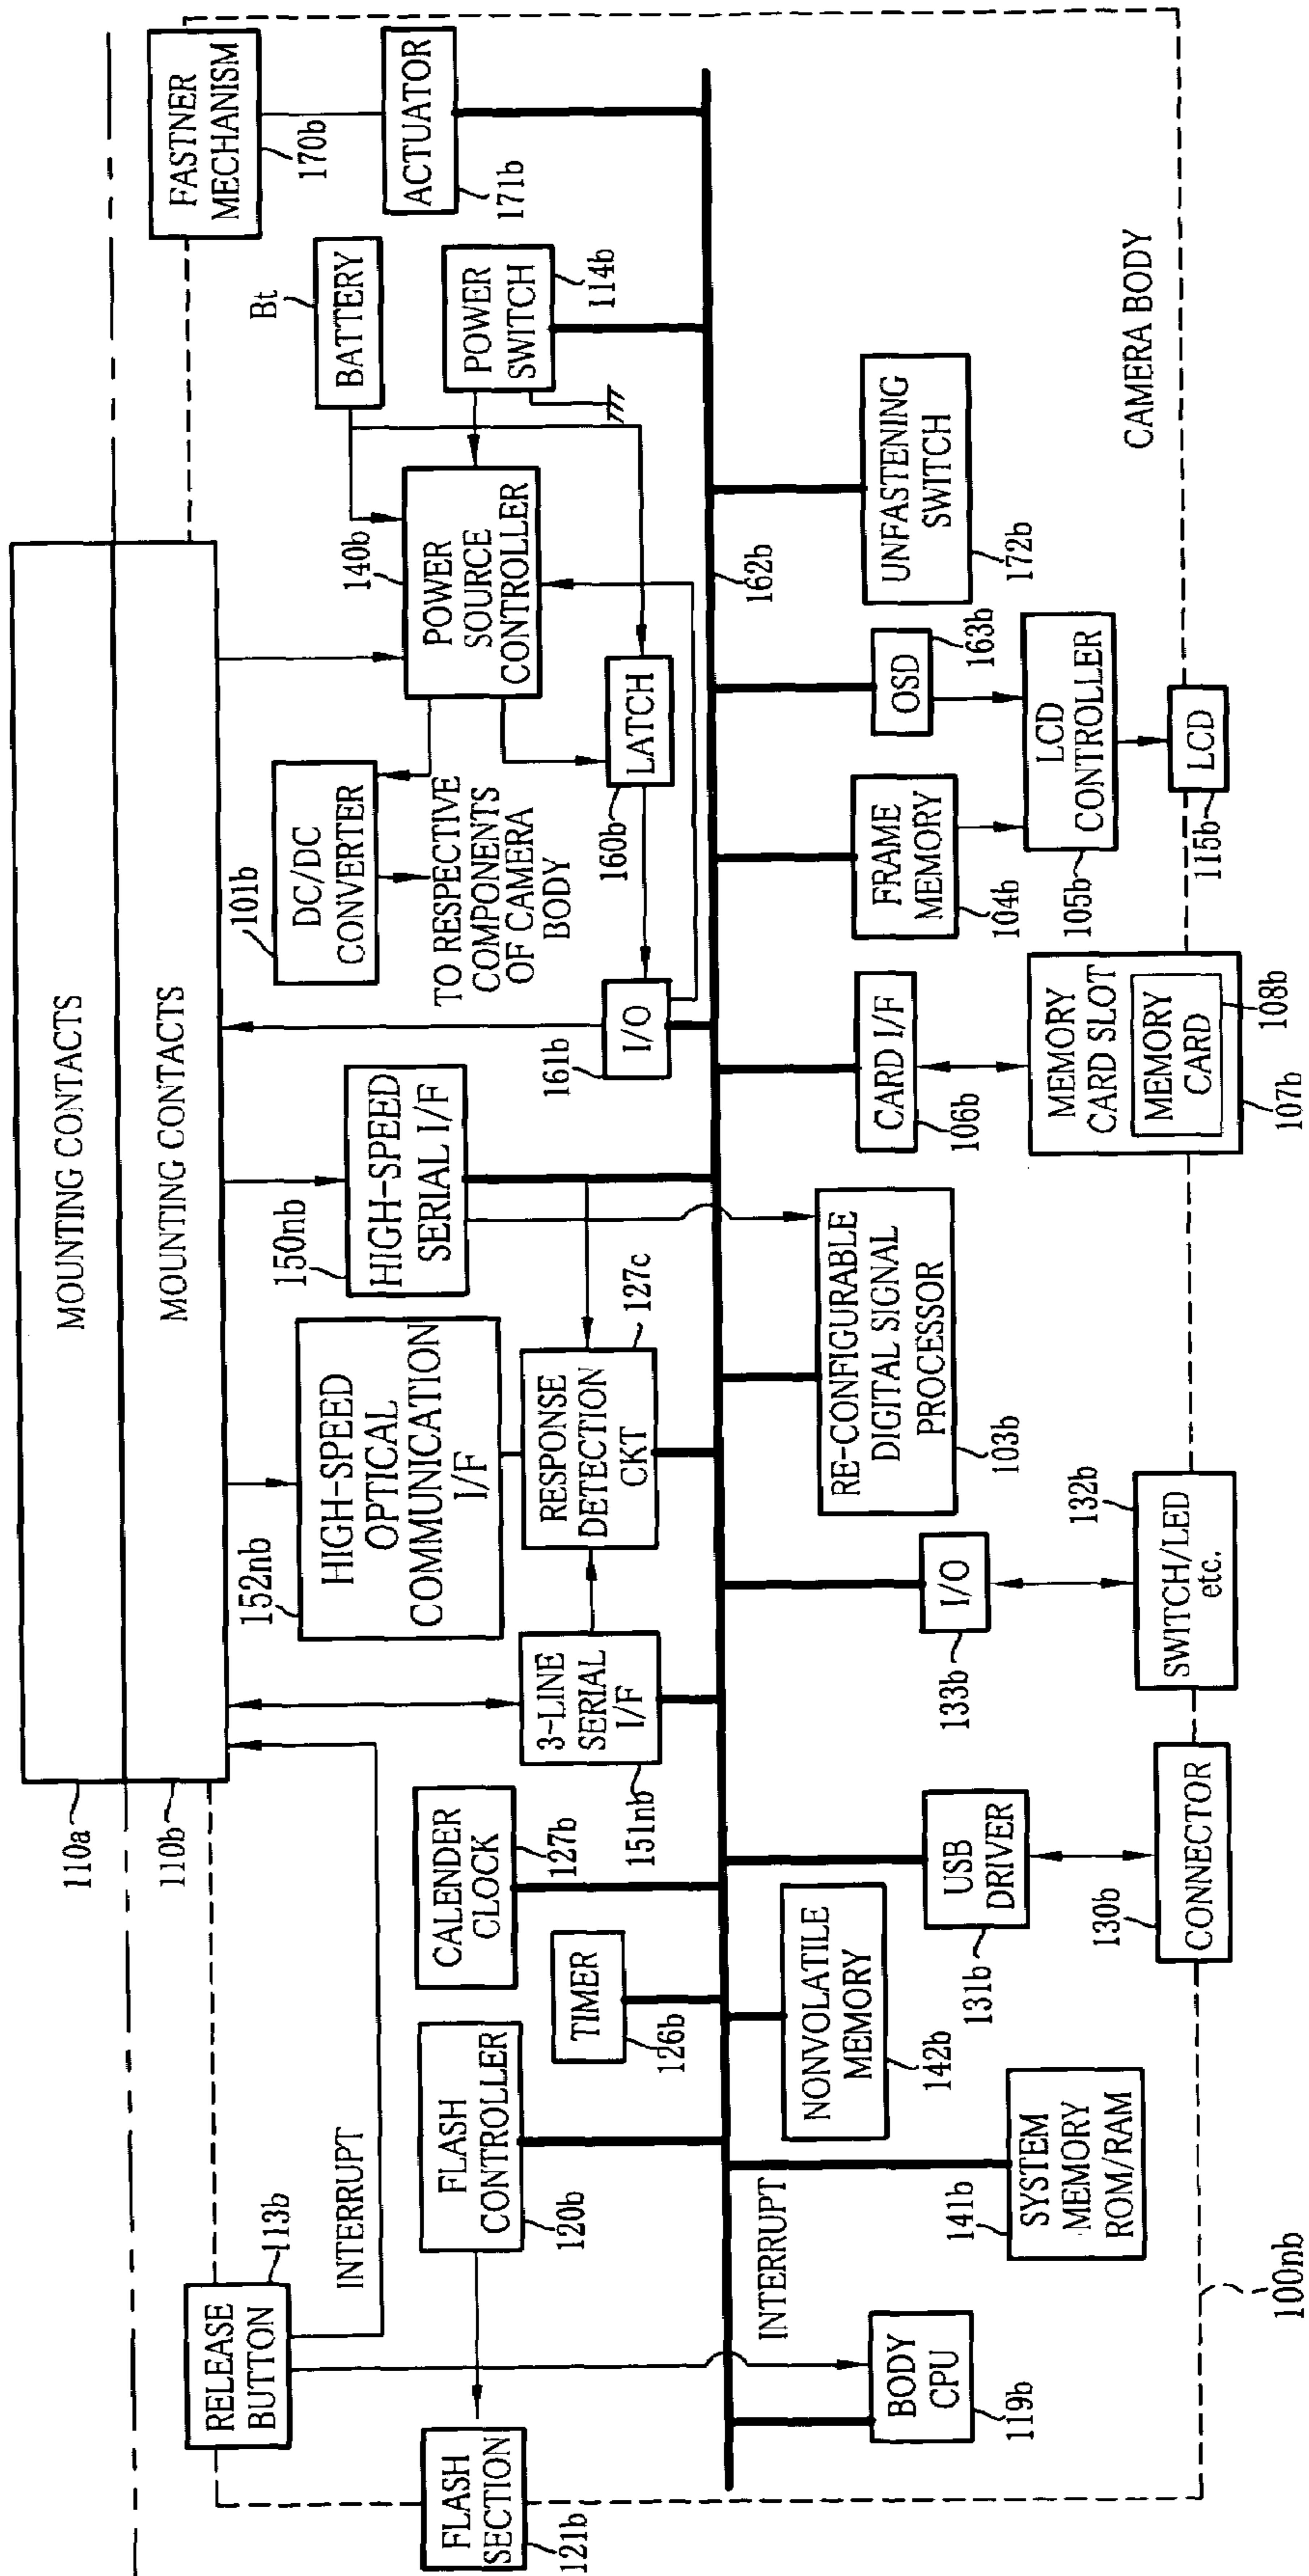 MOUNTING CONTACTS
110a
MOUNTING CONTACTS
110b
RELEASE
BUTTON
113b
INTERRUPT
FASTNER
MECHANISM
170b
ACTUATOR
171b
FLASH
SECTION
121b
FLASH
CONTROLLER
120b
TIMER
126b
CALENDER
CLOCK
127b
3-LINE
SERIAL
I/F
151nb
HIGH-SPEED
OPTICAL
COMMUNICATION
I/F
152nb
RESPONSE
DETECTION
CKT
127c
HIGH-SPEED
SERIAL I/F
150nb
I/O
161b
DC/DC
CONVERTER
101b
TO RESPECTIVE
COMPONENTS
OF CAMERA
BODY
LATCH
160b
POWER
SOURCE
CONTROLLER
140b
BATTERY
Bt
POWER
SWITCH
114b
162b
INTERRUPT
BODY
CPU
119b
SYSTEM
MEMORY
ROM/RAM
141b
NONVOLATILE
MEMORY
142b
USB
DRIVER
131b
CONNECTOR
130b
I/O
133b
SWITCH/LED
etc.
132b
RE-CONFIGURABLE
DIGITAL SIGNAL
PROCESSOR
103b
CARD I/F
106b
MEMORY
CARD SLOT
107b
MEMORY
CARD
108b
FRAME
MEMORY
104b
OSD
163b
LCD
CONTROLLER
105b
LCD
115b
UNFASTENING
SWITCH
172b
CAMERA BODY
100nb